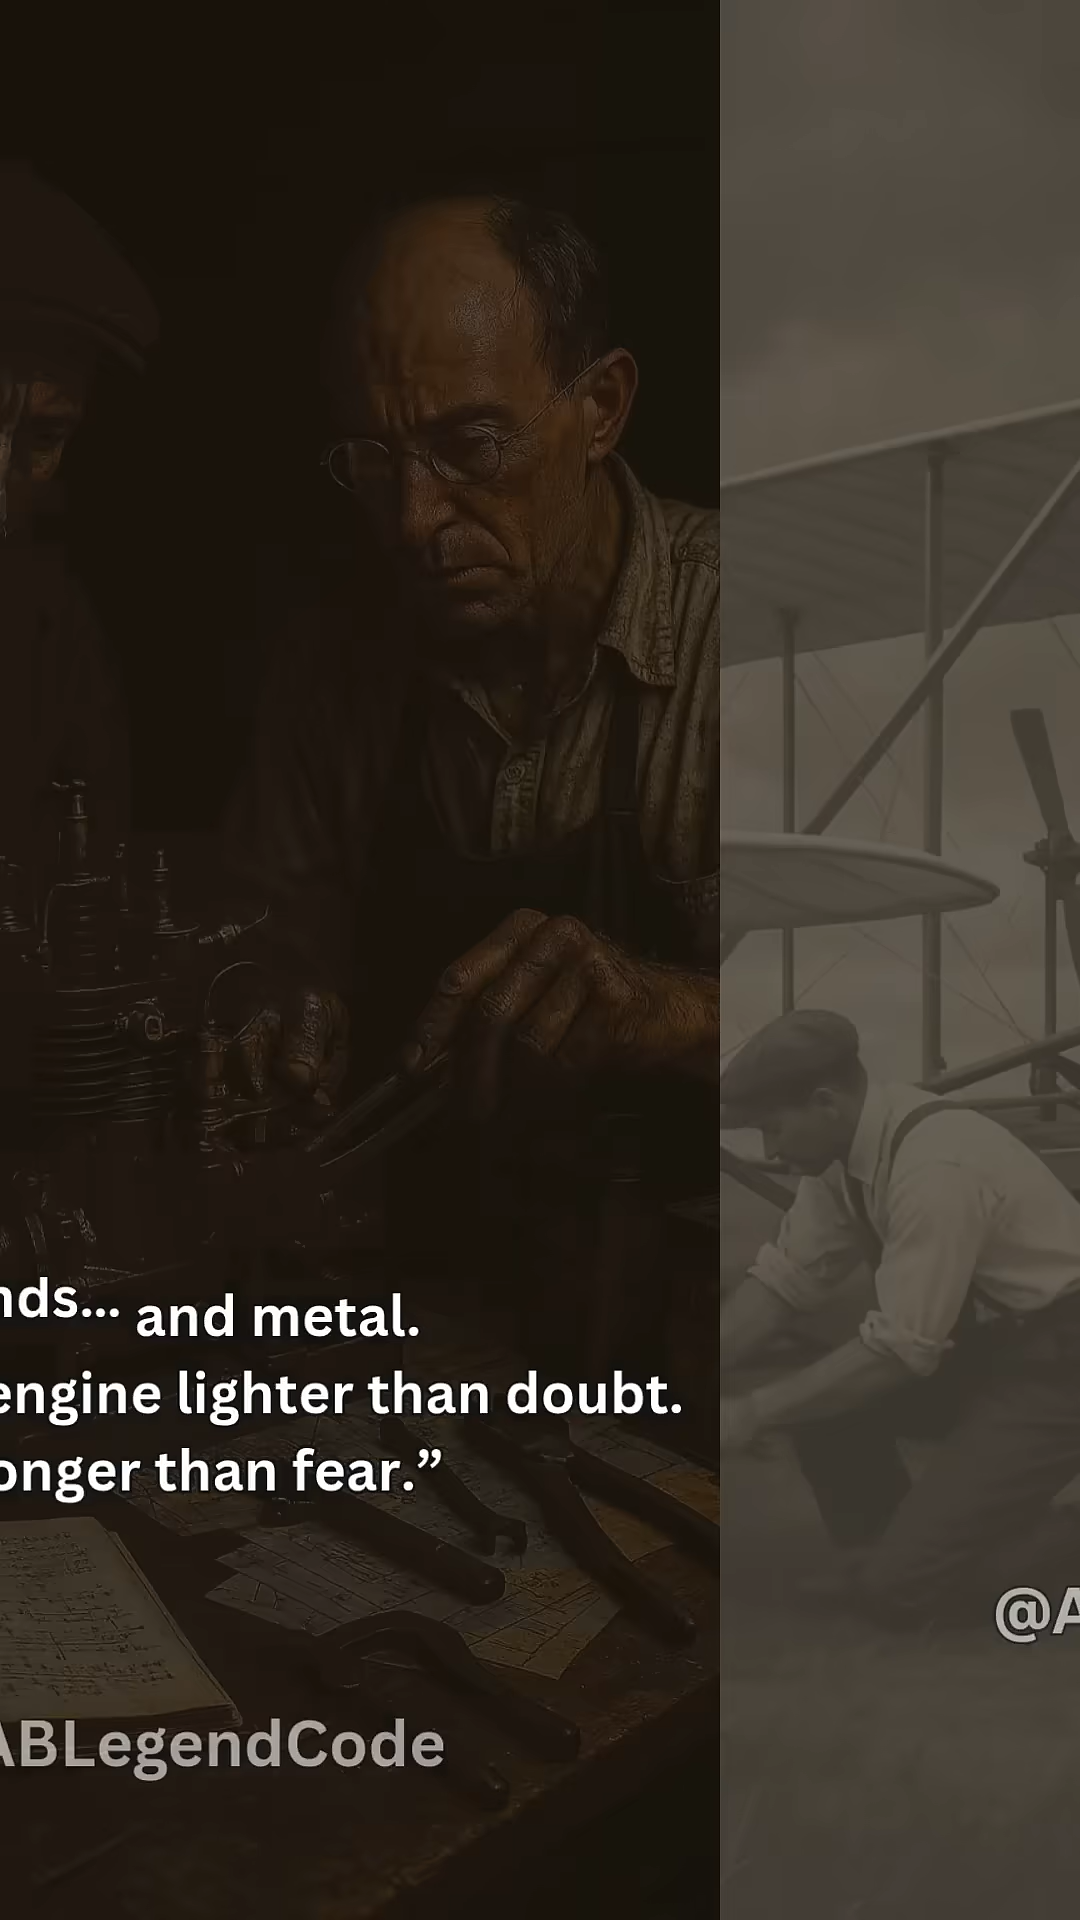 nds... and metal.
engine lighter than doubt.
onger than fear.”
@A
ABLegendCode